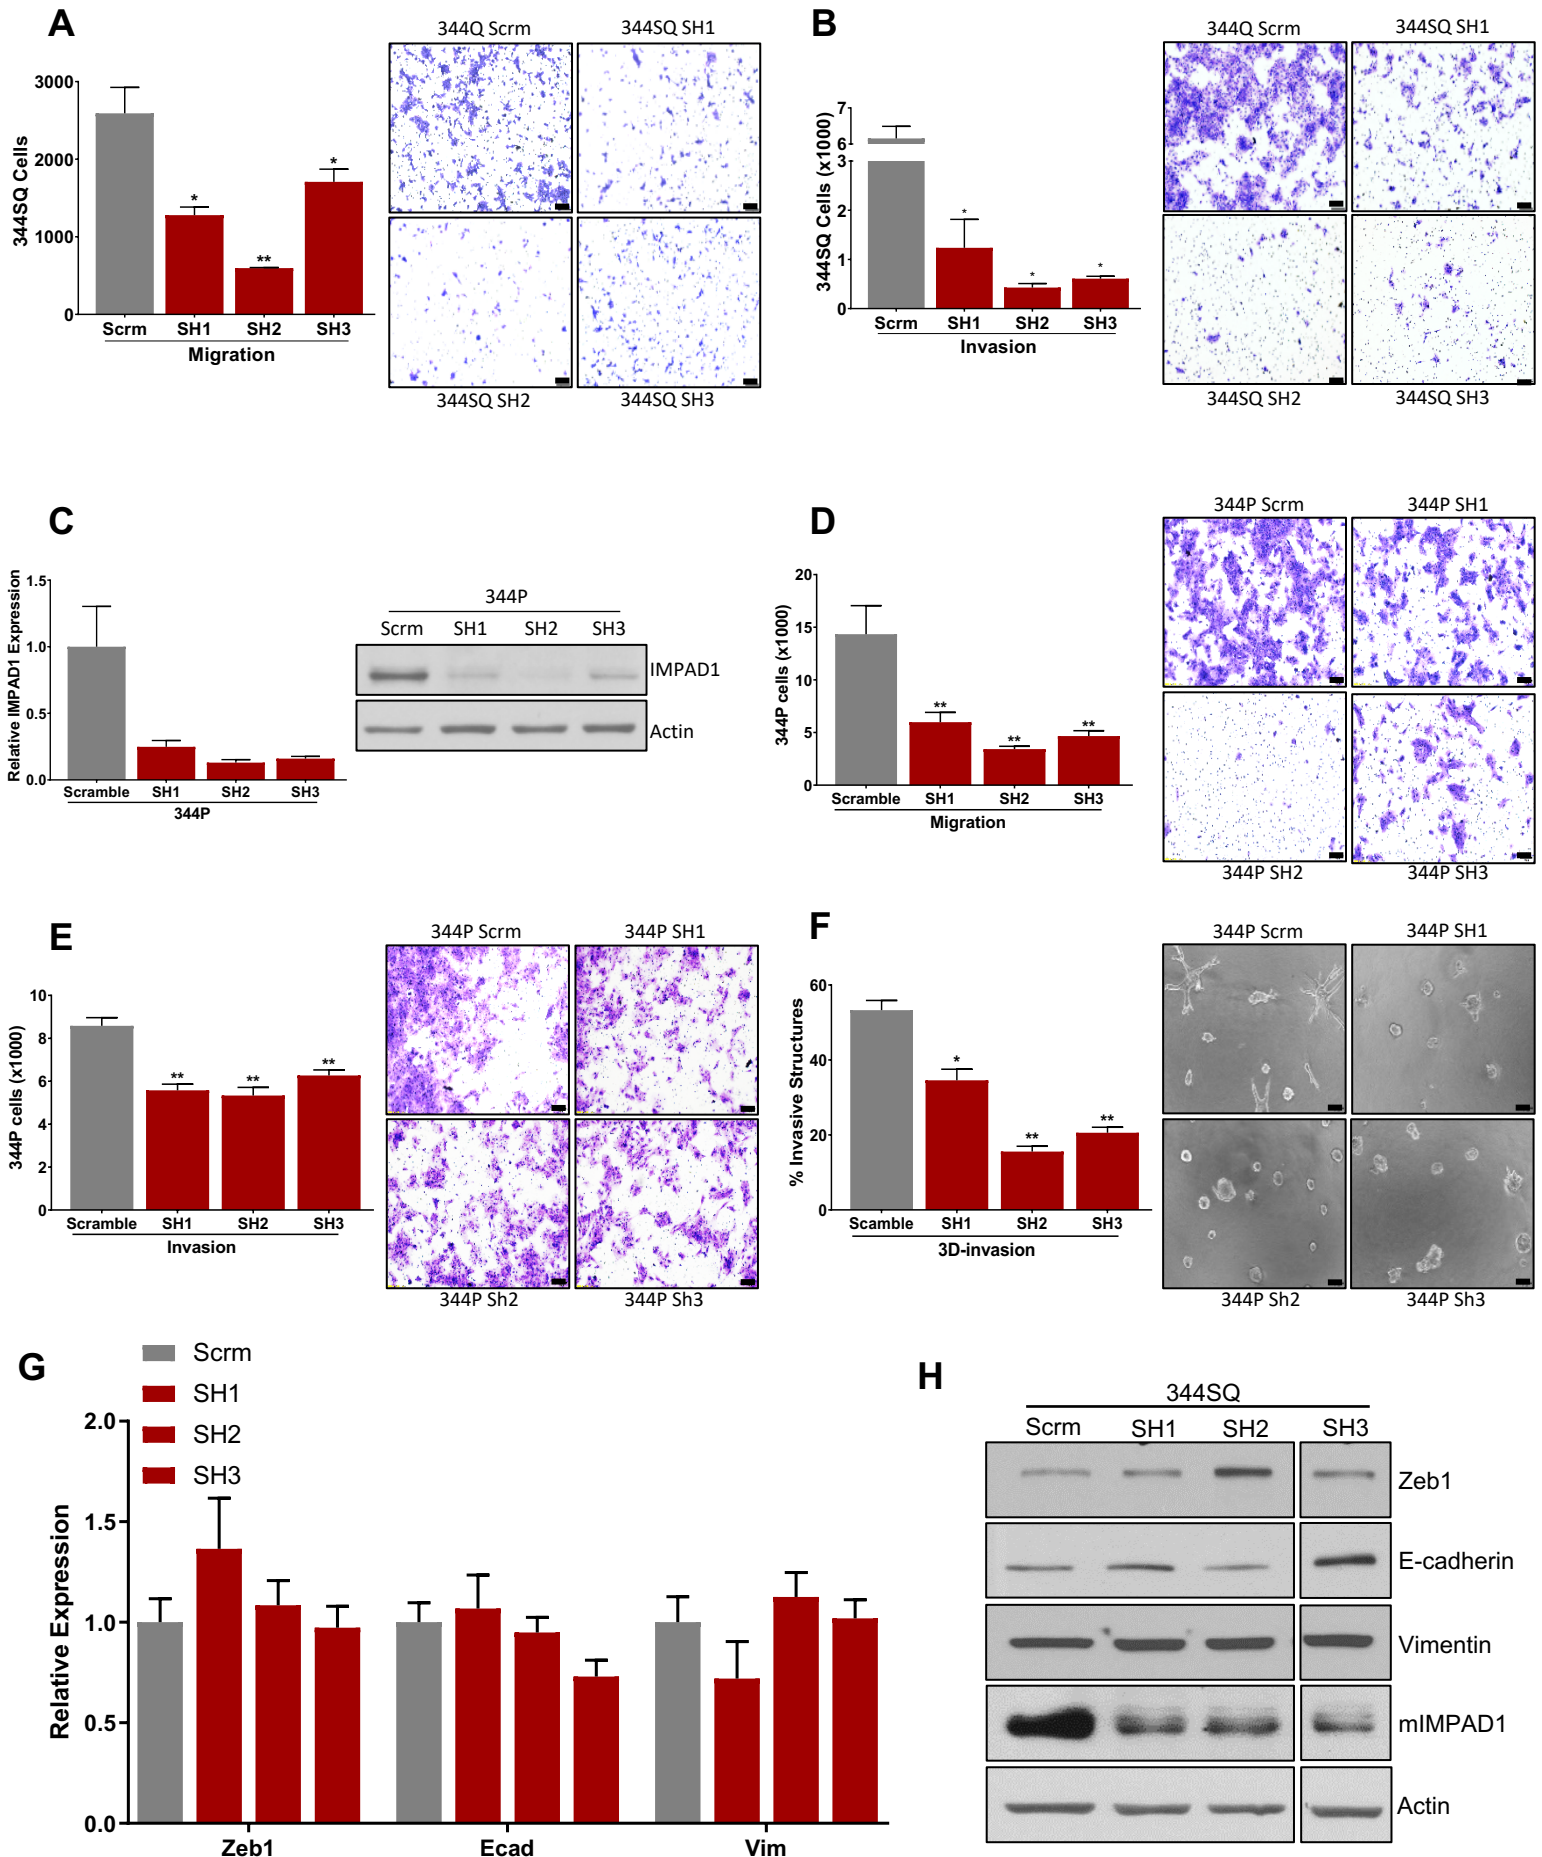 A
344SQ Cells
3000
2000
1000
0
*
**
*
Scrm SH1 SH2 SH3
Migration
344Q Scrm 344SQ SH1
344SQ SH2 344SQ SH3
B
344SQ Cells (x1000)
7
6
3
2
1
0
*
*
*
Scrm SH1 SH2 SH3
Invasion
344Q Scrm 344SQ SH1
344SQ SH2 344SQ SH3
C
Relative IMPAD1 Expression
1.5
1.0
0.5
0.0
Scramble SH1 SH2 SH3
344P
344P
Scrm SH1 SH2 SH3
IMPAD1
Actin
D
344P cells (x1000)
20
15
10
5
0
**
**
**
Scramble SH1 SH2 SH3
Migration
344P Scrm 344P SH1
344P SH2 344P SH3
E
344P cells (x1000)
10
8
6
4
2
0
**
**
**
Scramble SH1 SH2 SH3
Invasion
344P Scrm 344P SH1
344P Sh2 344P Sh3
F
% Invasive Structures
60
40
20
0
*
**
**
Scamble SH1 SH2 SH3
3D-invasion
344P Scrm 344P SH1
344P Sh2 344P Sh3
G
Scrm
SH1
SH2
SH3
Relative Expression
2.0
1.5
1.0
0.5
0.0
Zeb1 Ecad Vim
H
344SQ
Scrm SH1 SH2 SH3
Zeb1
E-cadherin
Vimentin
mIMPAD1
Actin